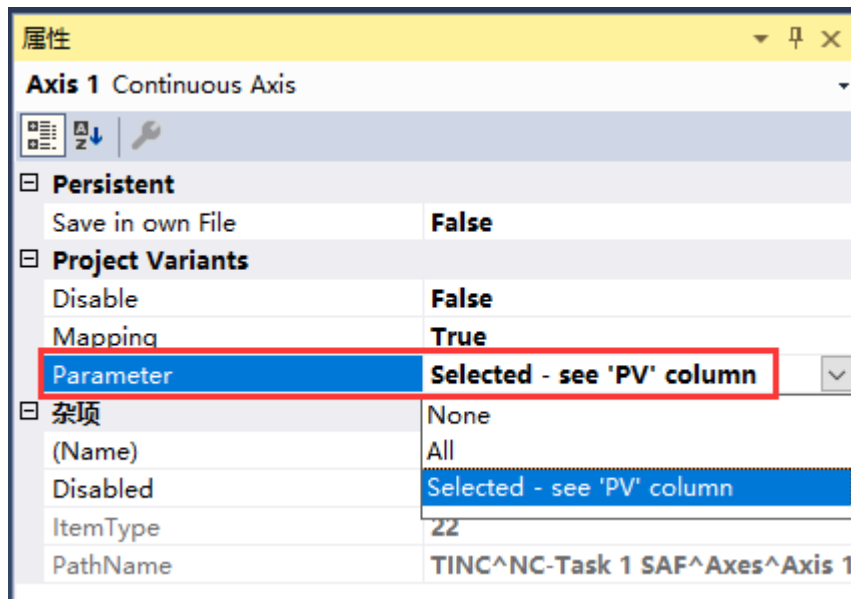 属性
Axis 1 Continuous Axis
Persistent
Save in own File False
Project Variants
Disable False
Mapping True
Parameter Selected - see 'PV' column
杂项 None
(Name) All
Disabled Selected - see 'PV' column
ItemType 22
PathName TINC^NC-Task 1 SAF^Axes^Axis 1